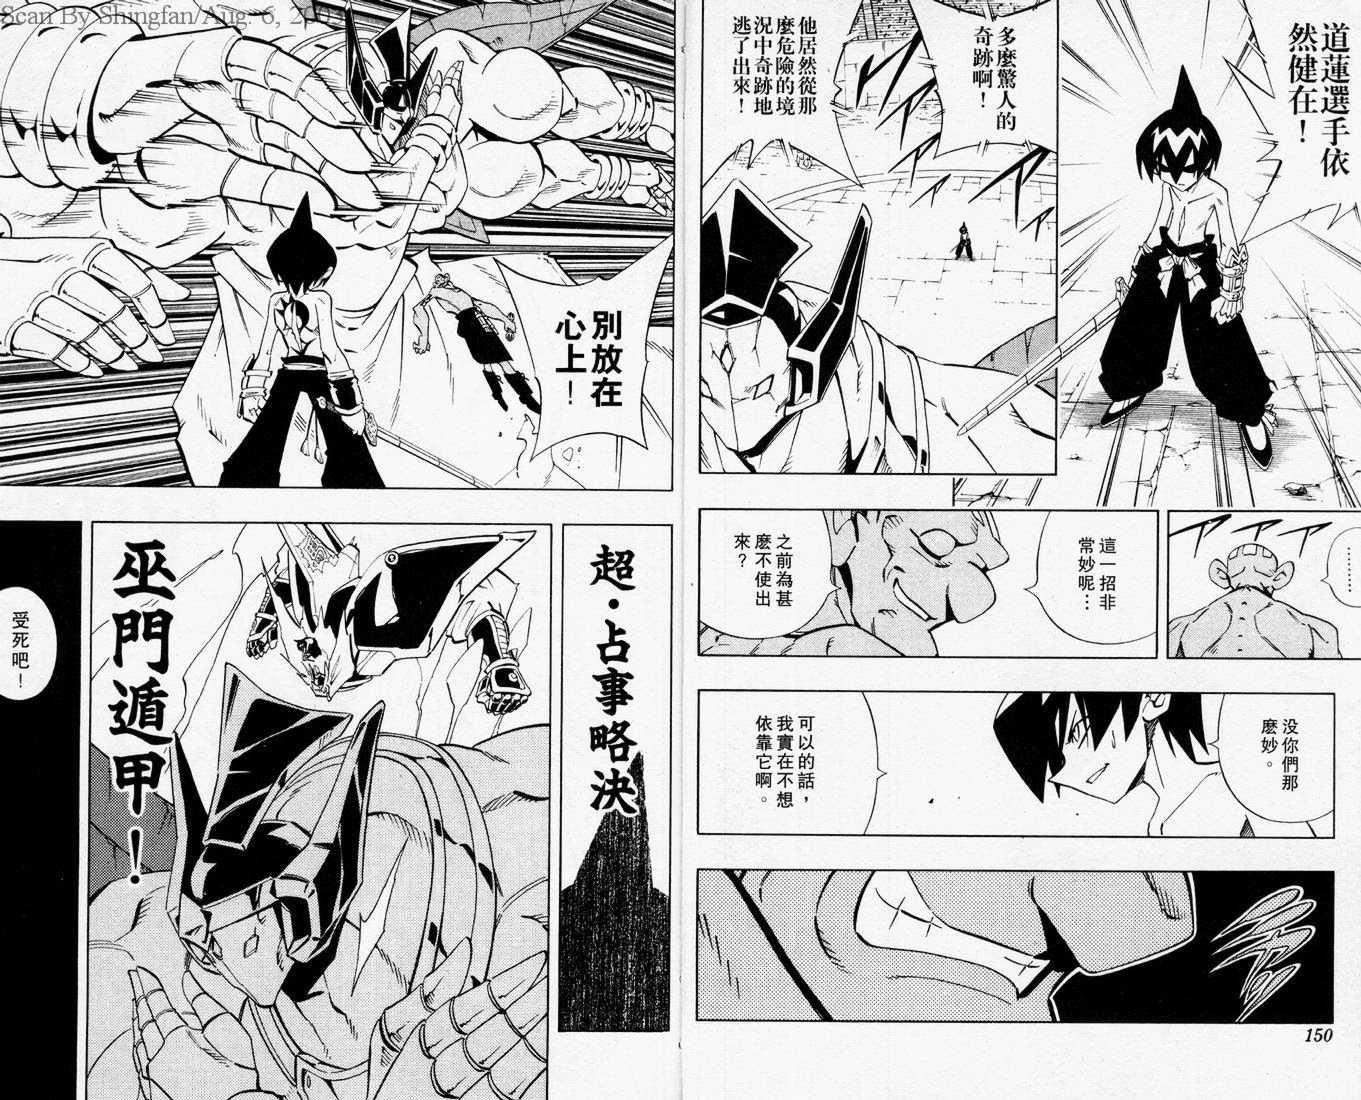 Scan By Shingfan/Aug. 6, 2003
道蓮選手依
然健在！
多麼驚人的
奇跡啊！
他居然從那
麼危險的境
況中奇跡地
逃了出來！
………
這一招非
常妙呢…
之前為甚
麽不使出
來？
没你們那
麽妙。
可以的話，
我實在不想
依靠它啊。
150
別放在
心上！
超・占事略決
巫門遁甲！
受死吧！